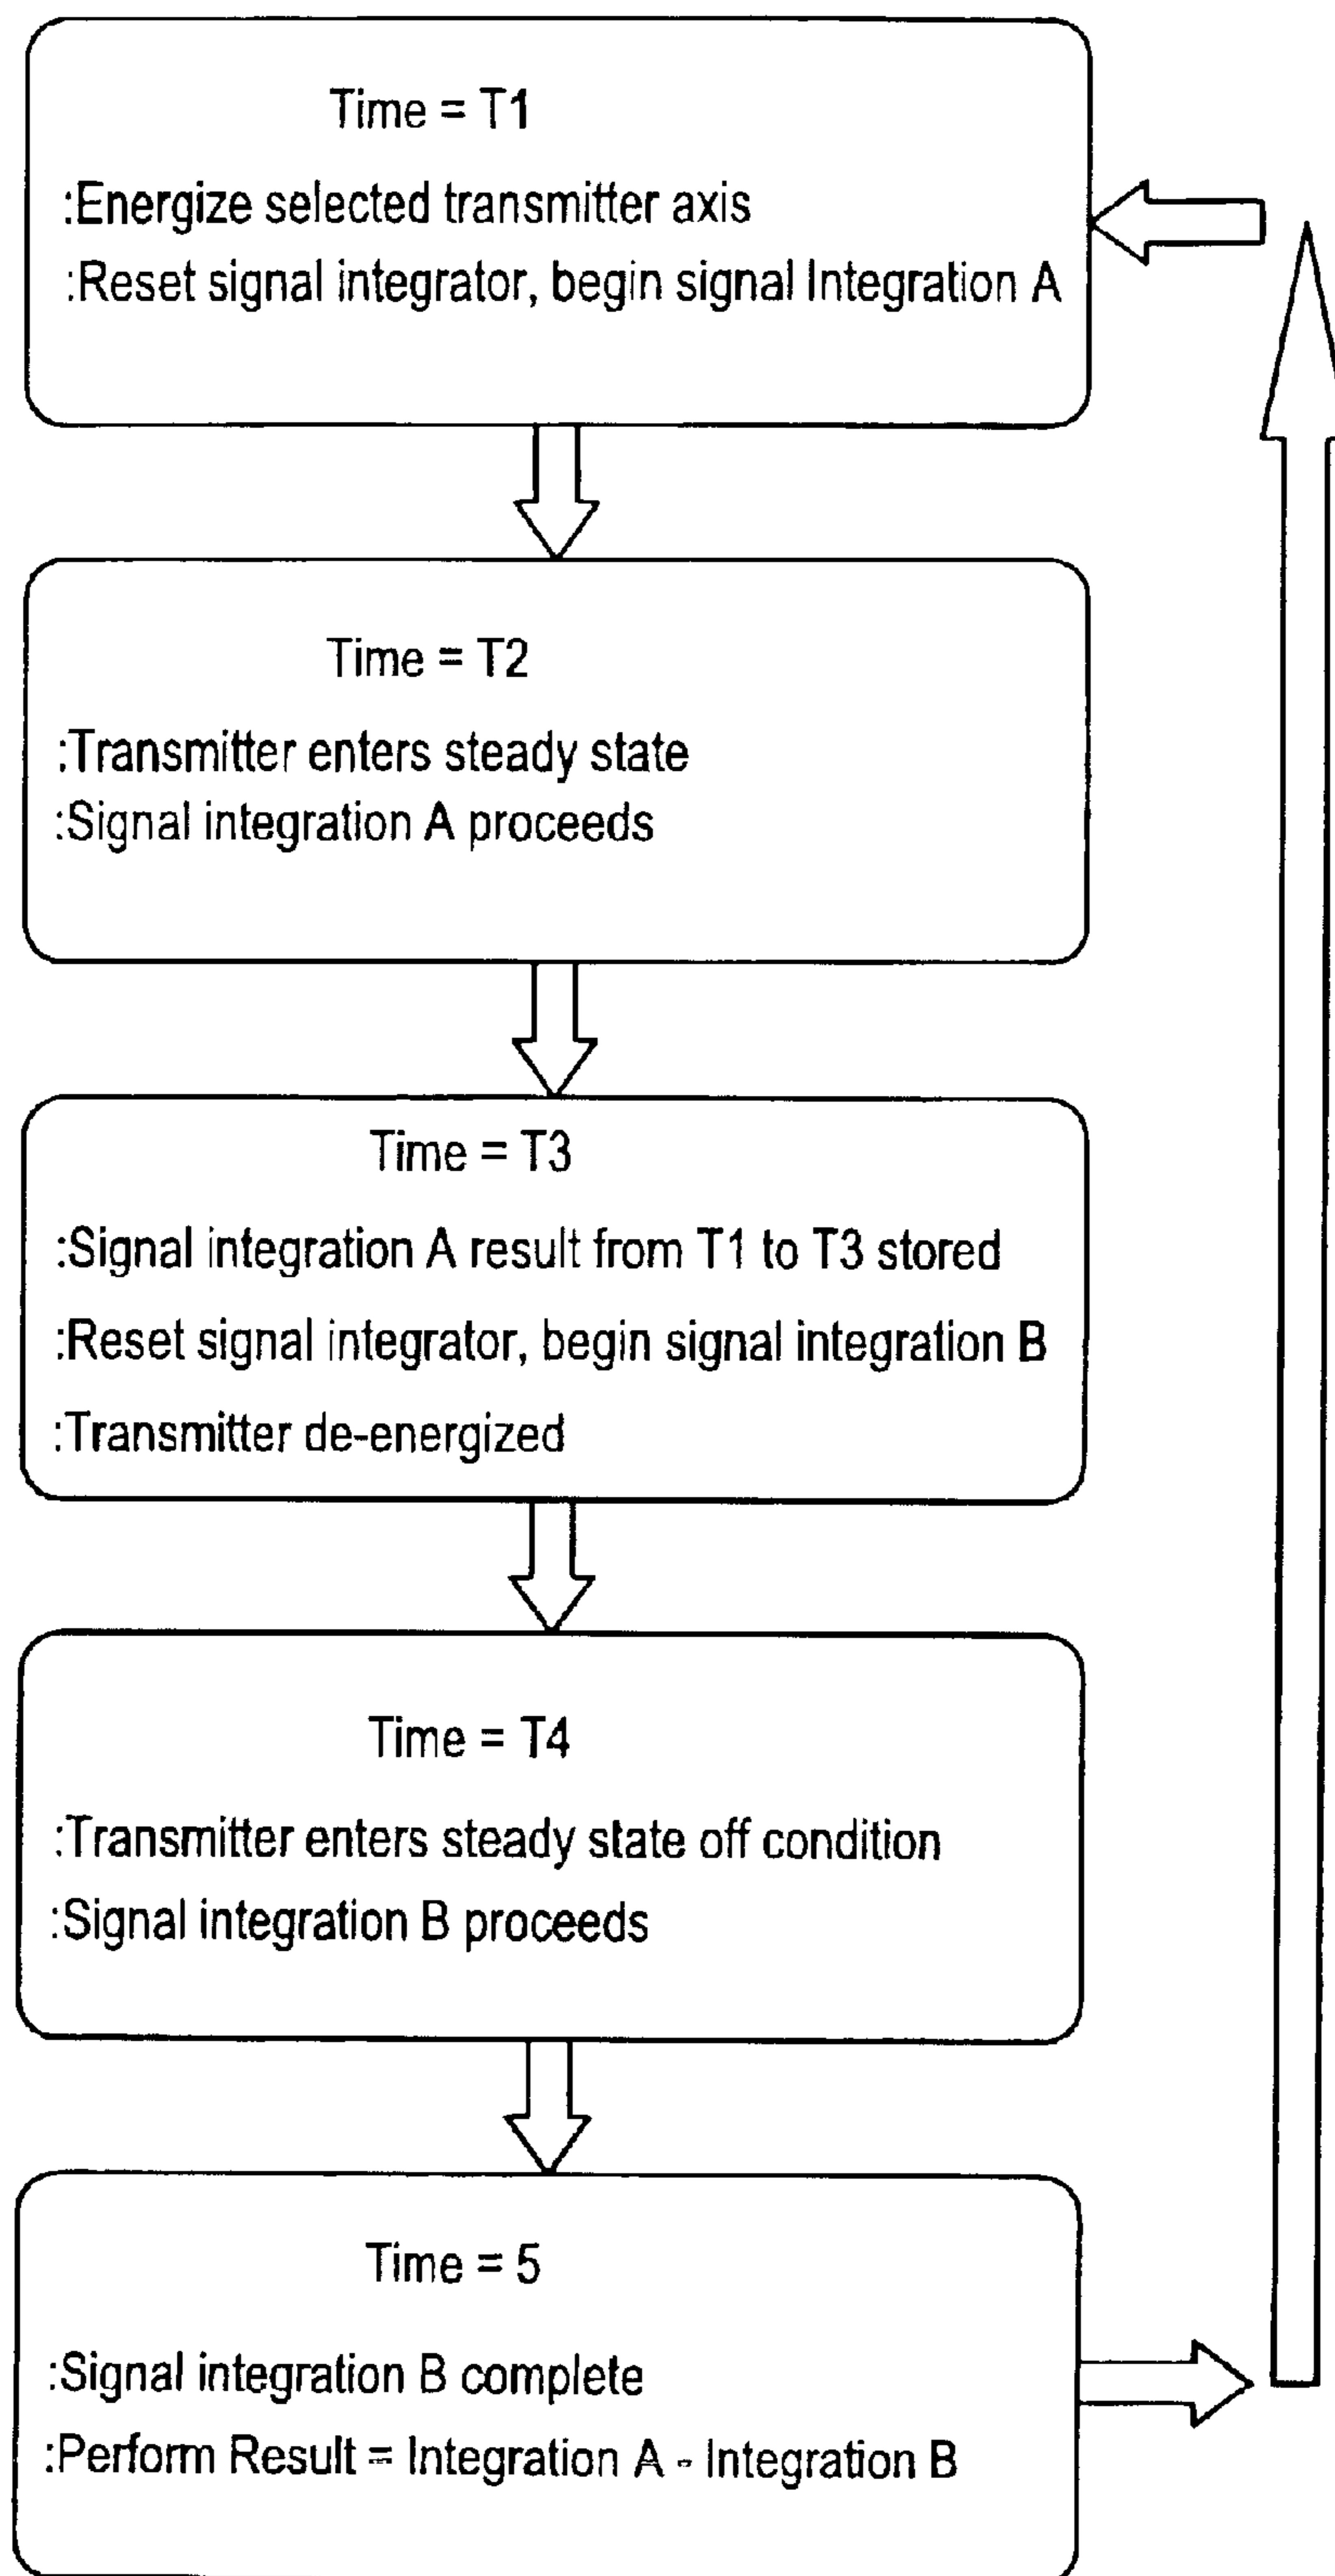 Time = T1
:Energize selected transmitter axis
:Reset signal integrator, begin signal Integration A
Time = T2
:Transmitter enters steady state
:Signal integration A proceeds
Time = T3
:Signal integration A result from T1 to T3 stored
:Reset signal integrator, begin signal integration B
:Transmitter de-energized
Time = T4
:Transmitter enters steady state off condition
:Signal integration B proceeds
Time = 5
:Signal integration B complete
:Perform Result = Integration A - Integration B